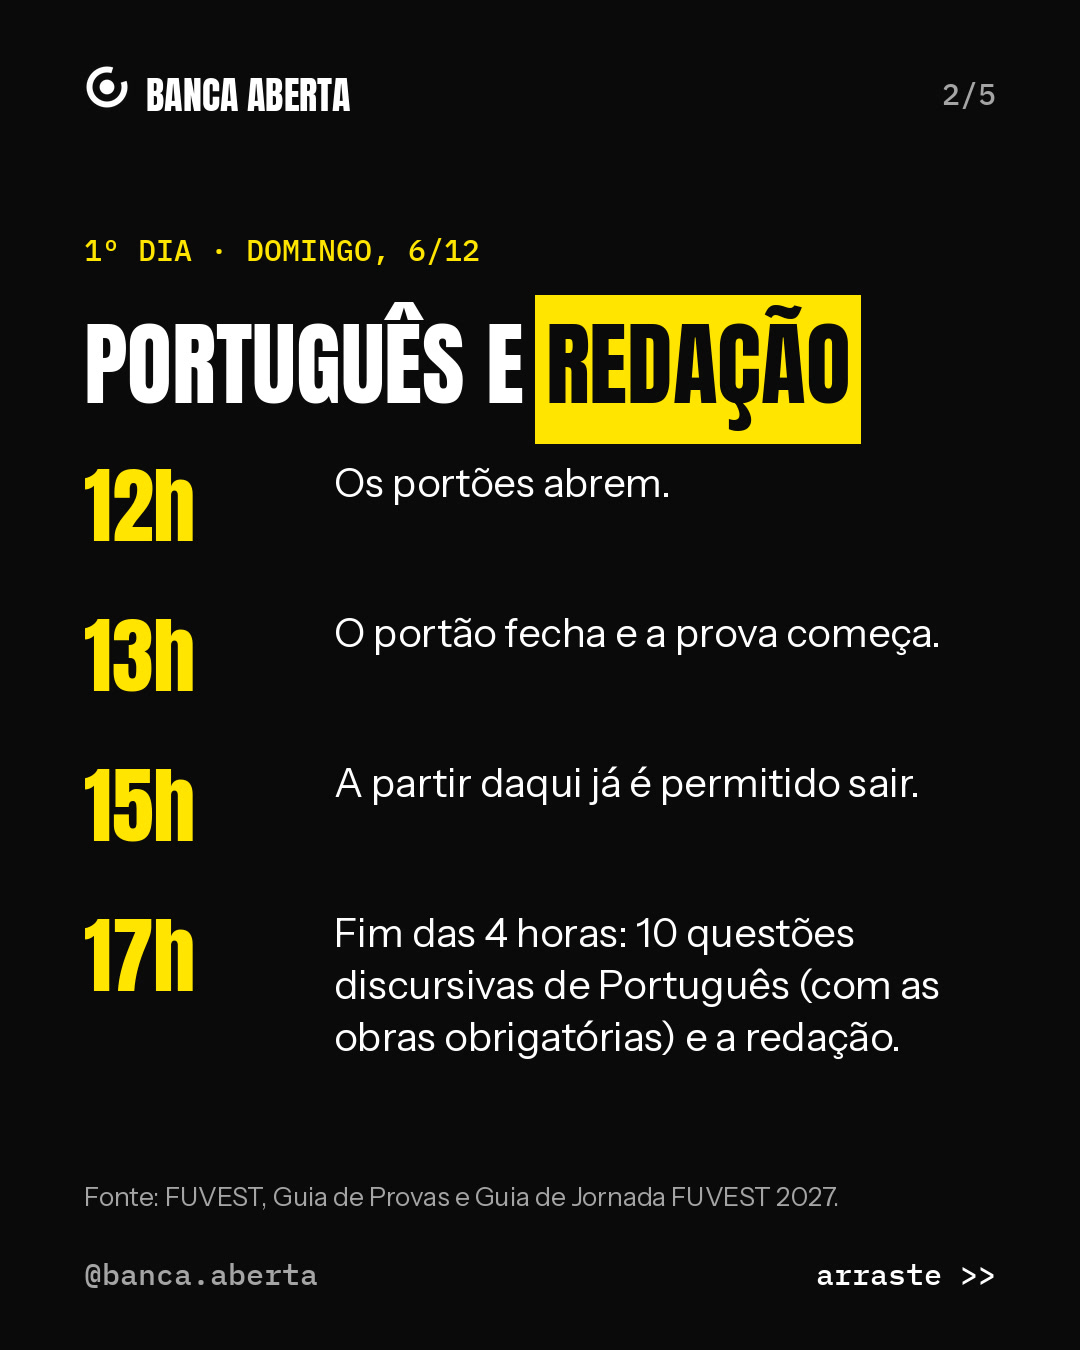 BANCA ABERTA
2/5
1º DIA · DOMINGO, 6/12
PORTUGUÊS E REDAÇÃO
12h
Os portões abrem.
13h
O portão fecha e a prova começa.
15h
A partir daqui já é permitido sair.
17h
Fim das 4 horas: 10 questões
discursivas de Português (com as
obras obrigatórias) e a redação.
Fonte: FUVEST, Guia de Provas e Guia de Jornada FUVEST 2027.
@banca.aberta
arraste >>